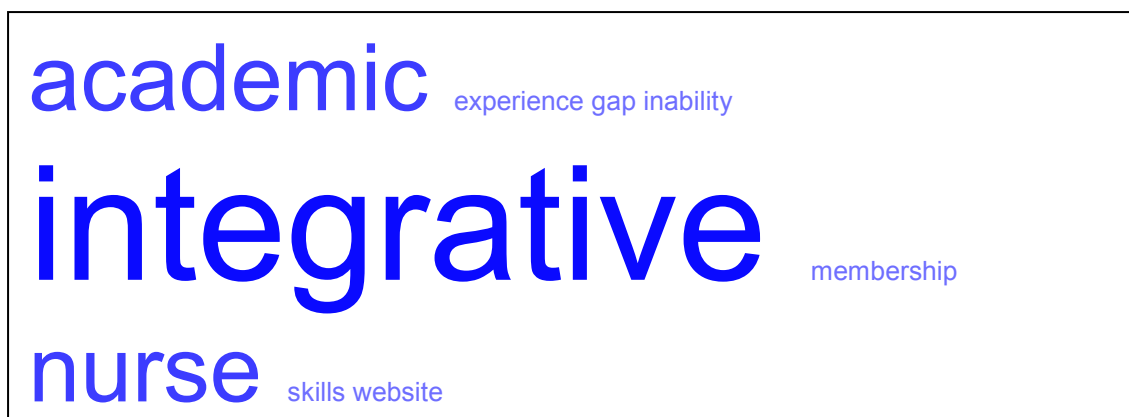 academic experience gap inability
integrative membership
nurse skills website